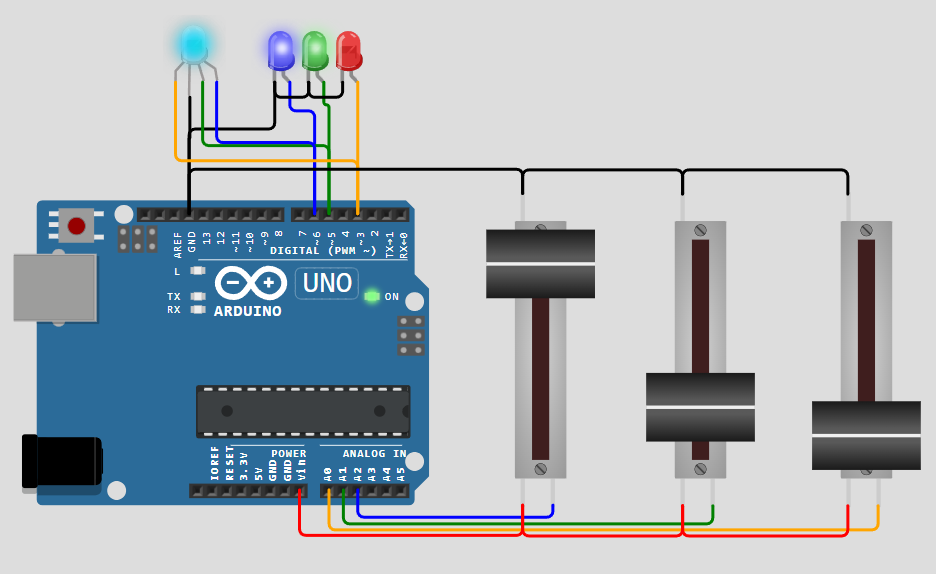 AREF
GND
13
12
~11
~10
~9
8
7
~6
~5
4
~3
2
TX→1
RX←0
DIGITAL (PWM ~)
L
TX
RX
UNO
ON
ARDUINO
IOREF
RESET
3.3V
5V
GND
GND
Vin
POWER
ANALOG IN
A0
A1
A2
A3
A4
A5